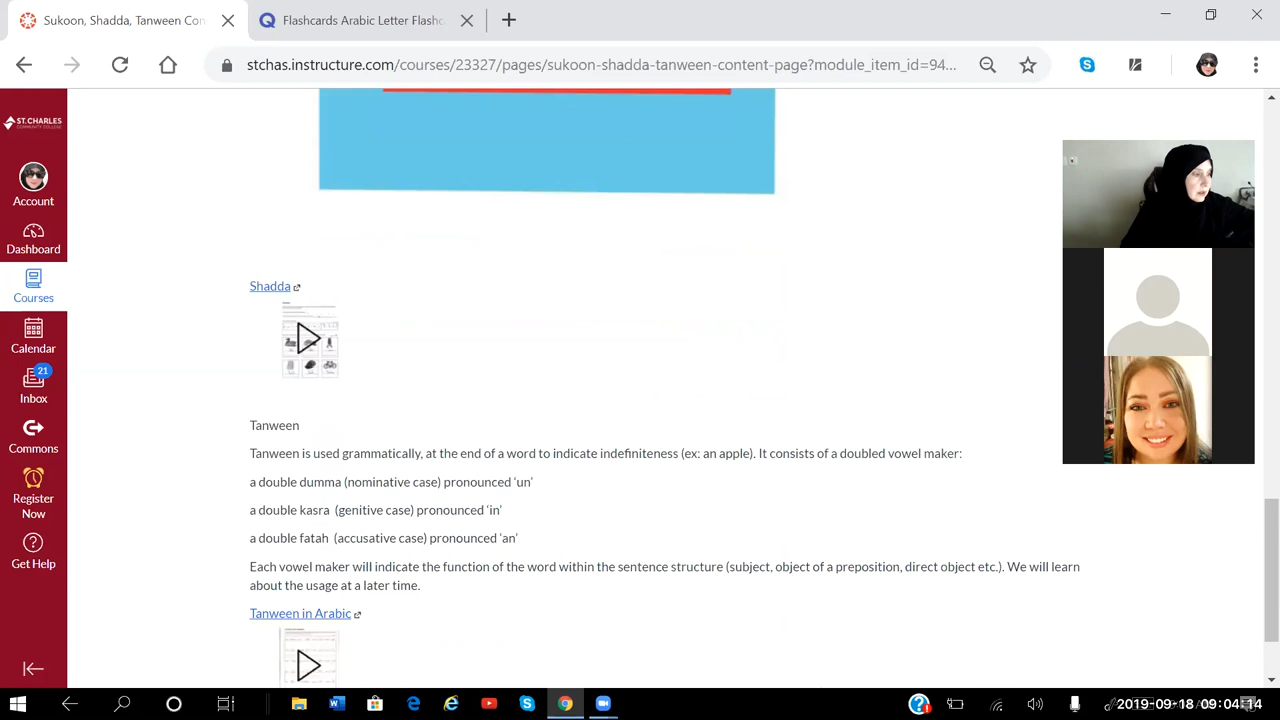 Sukoon, Shadda, Tanween Con
Flashcards Arabic Letter Flashc
stchas.instructure.com/courses/23327/pages/sukoon-shadda-tanween-content-page?module_item_id=94...
ST.CHARLES
COMMUNITY COLLEGE
Account
Dashboard
Courses
Calendar
21
Inbox
Commons
Register
Now
Get Help
Shadda
Tanween
Tanween is used grammatically, at the end of a word to indicate indefiniteness (ex: an apple). It consists of a doubled vowel maker:
a double dumma (nominative case) pronounced ‘un’
a double kasra (genitive case) pronounced ‘in’
a double fatah (accusative case) pronounced ‘an’
Each vowel maker will indicate the function of the word within the sentence structure (subject, object of a preposition, direct object etc.). We will learn
about the usage at a later time.
Tanween in Arabic
2019-09-18 09:04:14